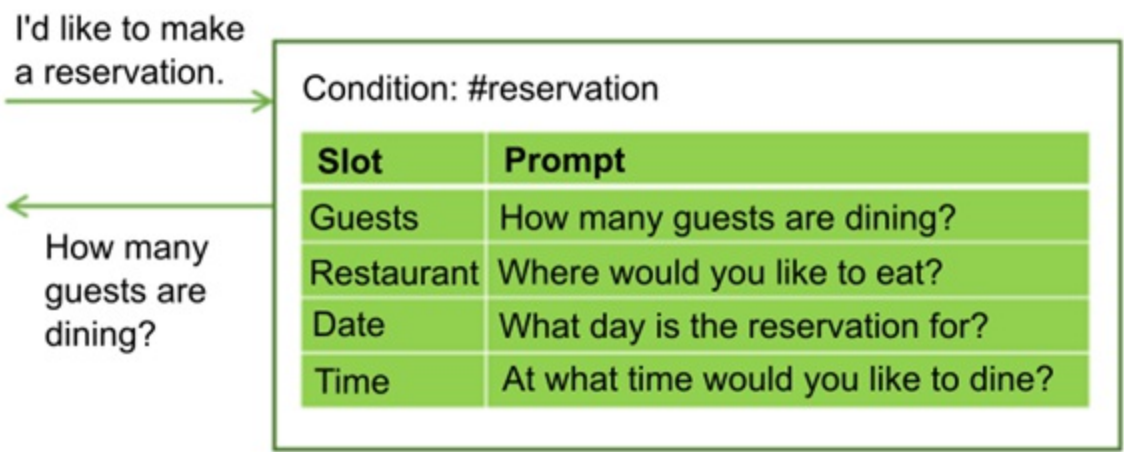 I'd like to make
a reservation.
Condition: #reservation
Slot Prompt
Guests How many guests are dining?
Restaurant Where would you like to eat?
Date What day is the reservation for?
Time At what time would you like to dine?
How many
guests are
dining?